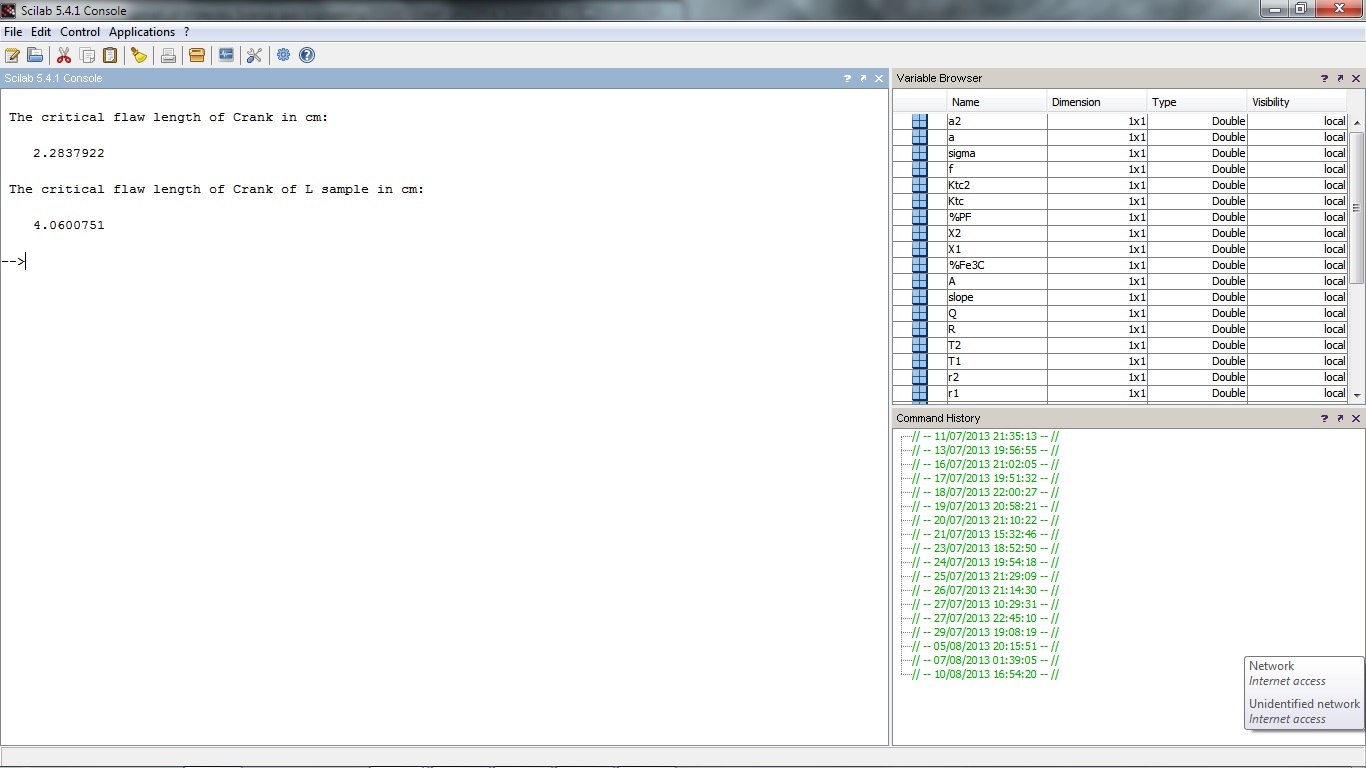 Scilab 5.4.1 Console
File Edit Control Applications ?
Scilab 5.4.1 Console ?
The critical flaw length of Crank in cm:
2.2837922
The critical flaw length of Crank of L sample in cm:
4.0600751
-->
Variable Browser ?
Name Dimension Type Visibility
a2 1x1 Double local
a 1x1 Double local
sigma 1x1 Double local
f 1x1 Double local
Ktc2 1x1 Double local
Ktc 1x1 Double local
%PF 1x1 Double local
X2 1x1 Double local
X1 1x1 Double local
%Fe3C 1x1 Double local
A 1x1 Double local
slope 1x1 Double local
Q 1x1 Double local
R 1x1 Double local
T2 1x1 Double local
T1 1x1 Double local
r2 1x1 Double local
r1 1x1 Double local
Command History ?
// -- 11/07/2013 21:35:13 -- //
// -- 13/07/2013 19:56:55 -- //
// -- 16/07/2013 21:02:05 -- //
// -- 17/07/2013 19:51:32 -- //
// -- 18/07/2013 22:00:27 -- //
// -- 19/07/2013 20:58:21 -- //
// -- 20/07/2013 21:10:22 -- //
// -- 21/07/2013 15:32:46 -- //
// -- 23/07/2013 18:52:50 -- //
// -- 24/07/2013 19:54:18 -- //
// -- 25/07/2013 21:29:09 -- //
// -- 26/07/2013 21:14:30 -- //
// -- 27/07/2013 10:29:31 -- //
// -- 27/07/2013 22:45:10 -- //
// -- 29/07/2013 19:08:19 -- //
// -- 05/08/2013 20:15:51 -- //
// -- 07/08/2013 01:39:05 -- //
// -- 10/08/2013 16:54:20 -- //
Network
Internet access
Unidentified network
Internet access